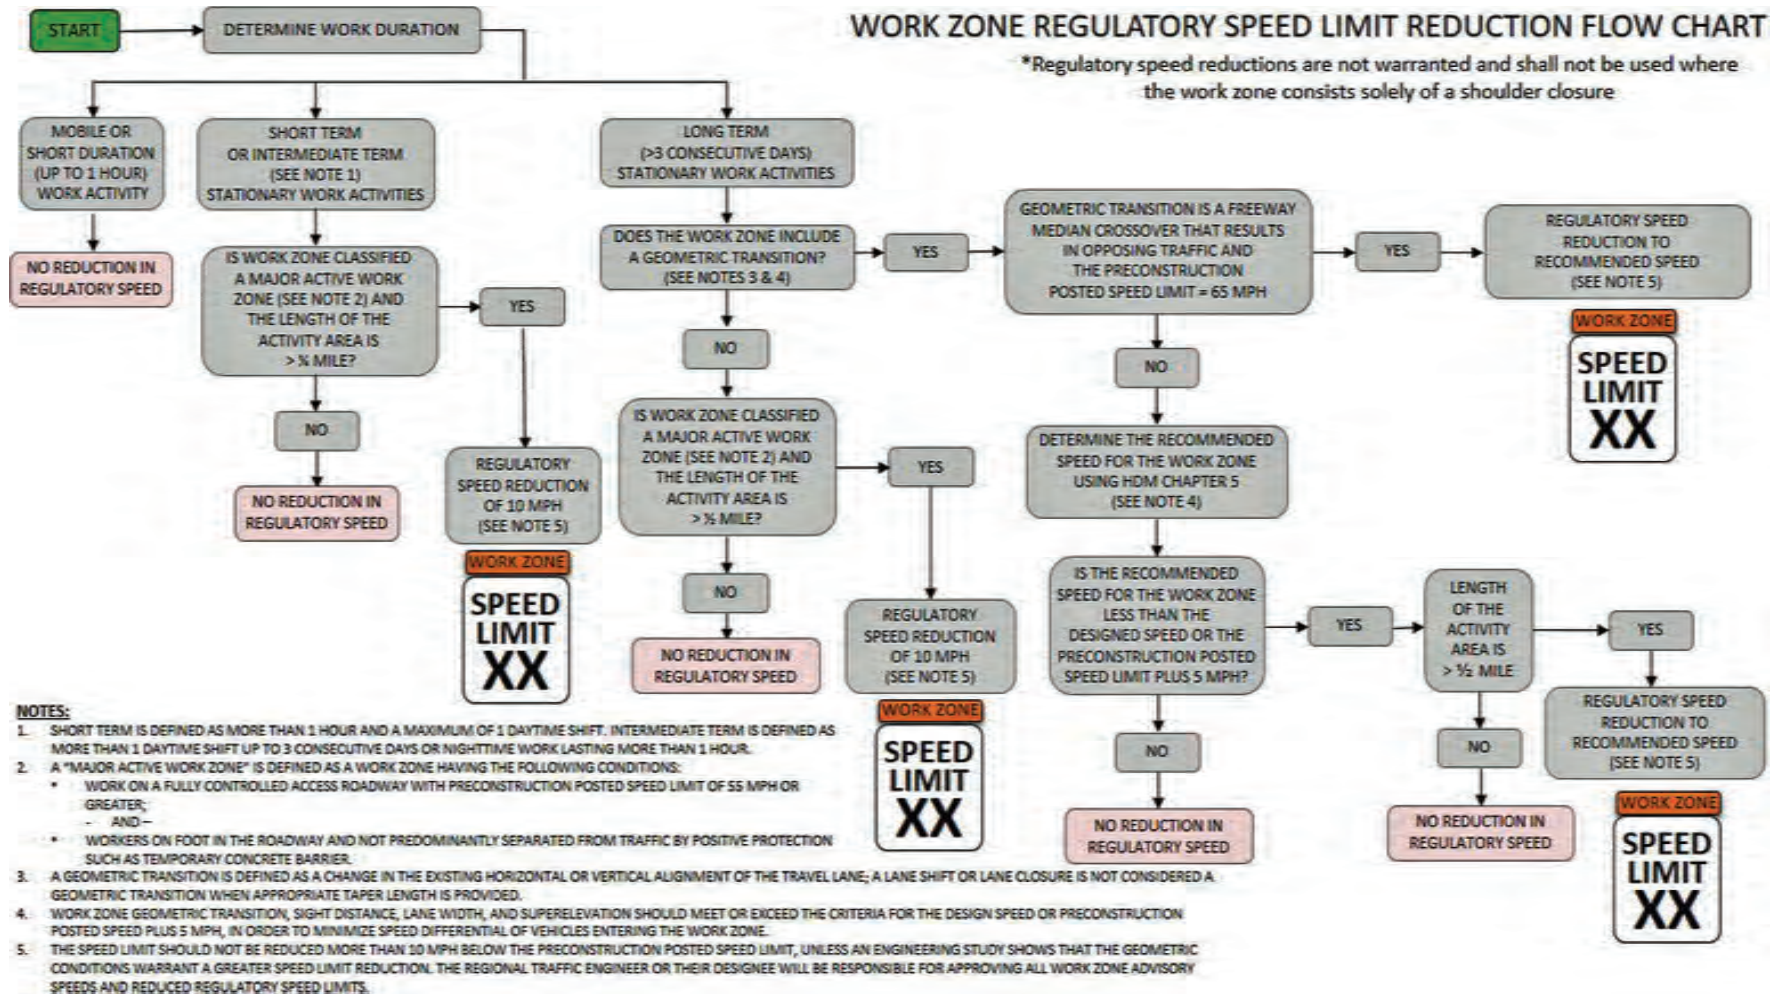 WORK ZONE REGULATORY SPEED LIMIT REDUCTION FLOW CHART
*Regulatory speed reductions are not warranted and shall not be used where
the work zone consists solely of a shoulder closure
START
DETERMINE WORK DURATION
MOBILE OR
SHORT DURATION
(UP TO 1 HOUR)
WORK ACTIVITY
NO REDUCTION IN
REGULATORY SPEED
SHORT TERM
OR INTERMEDIATE TERM
(SEE NOTE 1)
STATIONARY WORK ACTIVITIES
IS WORK ZONE CLASSIFIED
A MAJOR ACTIVE WORK
ZONE (SEE NOTE 2) AND
THE LENGTH OF THE
ACTIVITY AREA IS
> MILE?
YES
NO
NO REDUCTION IN
REGULATORY SPEED
REGULATORY
SPEED REDUCTION
OF 10 MPH
(SEE NOTE 5)
WORK ZONE
SPEED
LIMIT
XX
LONG TERM
(>3 CONSECUTIVE DAYS)
STATIONARY WORK ACTIVITIES
DOES THE WORK ZONE INCLUDE
A GEOMETRIC TRANSITION?
(SEE NOTES 3 & 4)
YES
NO
IS WORK ZONE CLASSIFIED
A MAJOR ACTIVE WORK
ZONE (SEE NOTE 2) AND
THE LENGTH OF THE
ACTIVITY AREA IS
> ½ MILE?
YES
NO
NO REDUCTION IN
REGULATORY SPEED
REGULATORY
SPEED REDUCTION
OF 10 MPH
(SEE NOTE 5)
WORK ZONE
SPEED
LIMIT
XX
GEOMETRIC TRANSITION IS A FREEWAY
MEDIAN CROSSOVER THAT RESULTS
IN OPPOSING TRAFFIC AND
THE PRECONSTRUCTION
POSTED SPEED LIMIT = 65 MPH
YES
REGULATORY SPEED
REDUCTION TO
RECOMMENDED SPEED
(SEE NOTE 5)
WORK ZONE
SPEED
LIMIT
XX
NO
DETERMINE THE RECOMMENDED
SPEED FOR THE WORK ZONE
USING HDM CHAPTER 5
(SEE NOTE 4)
IS THE RECOMMENDED
SPEED FOR THE WORK ZONE
LESS THAN THE
DESIGNED SPEED OR THE
PRECONSTRUCTION POSTED
SPEED LIMIT PLUS 5 MPH?
YES
NO
NO REDUCTION IN
REGULATORY SPEED
LENGTH
OF THE
ACTIVITY
AREA IS
> ½ MILE
YES
NO
NO REDUCTION IN
REGULATORY SPEED
REGULATORY SPEED
REDUCTION TO
RECOMMENDED SPEED
(SEE NOTE 5)
WORK ZONE
SPEED
LIMIT
XX
NOTES:
1. SHORT TERM IS DEFINED AS MORE THAN 1 HOUR AND A MAXIMUM OF 1 DAYTIME SHIFT. INTERMEDIATE TERM IS DEFINED AS
MORE THAN 1 DAYTIME SHIFT UP TO 3 CONSECUTIVE DAYS OR NIGHTTIME WORK LASTING MORE THAN 1 HOUR.
2. A "MAJOR ACTIVE WORK ZONE" IS DEFINED AS A WORK ZONE HAVING THE FOLLOWING CONDITIONS:
* WORK ON A FULLY CONTROLLED ACCESS ROADWAY WITH PRECONSTRUCTION POSTED SPEED LIMIT OF 55 MPH OR
GREATER;
- AND –
* WORKERS ON FOOT IN THE ROADWAY AND NOT PREDOMINANTLY SEPARATED FROM TRAFFIC BY POSITIVE PROTECTION
SUCH AS TEMPORARY CONCRETE BARRIER.
3. A GEOMETRIC TRANSITION IS DEFINED AS A CHANGE IN THE EXISTING HORIZONTAL OR VERTICAL ALIGNMENT OF THE TRAVEL LANE; A LANE SHIFT OR LANE CLOSURE IS NOT CONSIDERED A
GEOMETRIC TRANSITION WHEN APPROPRIATE TAPER LENGTH IS PROVIDED.
4. WORK ZONE GEOMETRIC TRANSITION, SIGHT DISTANCE, LANE WIDTH, AND SUPERELEVATION SHOULD MEET OR EXCEED THE CRITERIA FOR THE DESIGN SPEED OR PRECONSTRUCTION
POSTED SPEED PLUS 5 MPH, IN ORDER TO MINIMIZE SPEED DIFFERENTIAL OF VEHICLES ENTERING THE WORK ZONE.
5. THE SPEED LIMIT SHOULD NOT BE REDUCED MORE THAN 10 MPH BELOW THE PRECONSTRUCTION POSTED SPEED LIMIT, UNLESS AN ENGINEERING STUDY SHOWS THAT THE GEOMETRIC
CONDITIONS WARRANT A GREATER SPEED LIMIT REDUCTION. THE REGIONAL TRAFFIC ENGINEER OR THEIR DESIGNEE WILL BE RESPONSIBLE FOR APPROVING ALL WORK ZONE ADVISORY
SPEEDS AND REDUCED REGULATORY SPEED LIMITS.